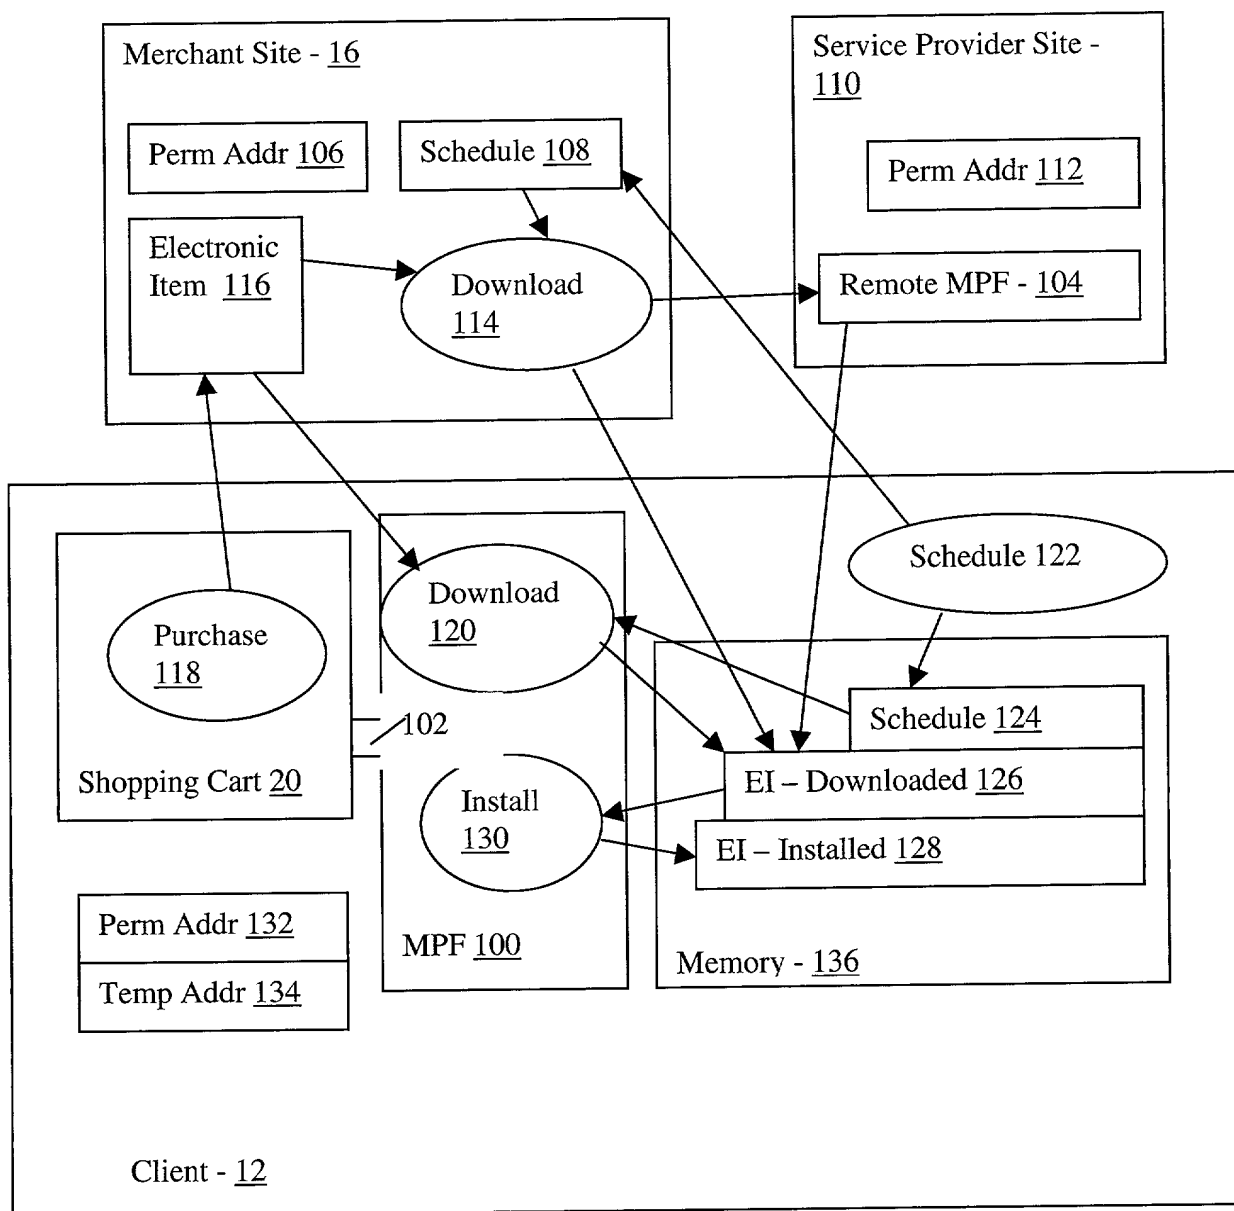 Merchant Site - 16
Perm Addr 106
Schedule 108
Electronic
Item 116
Download
114
Service Provider Site -
110
Perm Addr 112
Remote MPF - 104
Purchase
118
Shopping Cart 20
102
Download
120
Install
130
MPF 100
Schedule 122
Schedule 124
EI – Downloaded 126
EI – Installed 128
Memory - 136
Perm Addr 132
Temp Addr 134
Client - 12